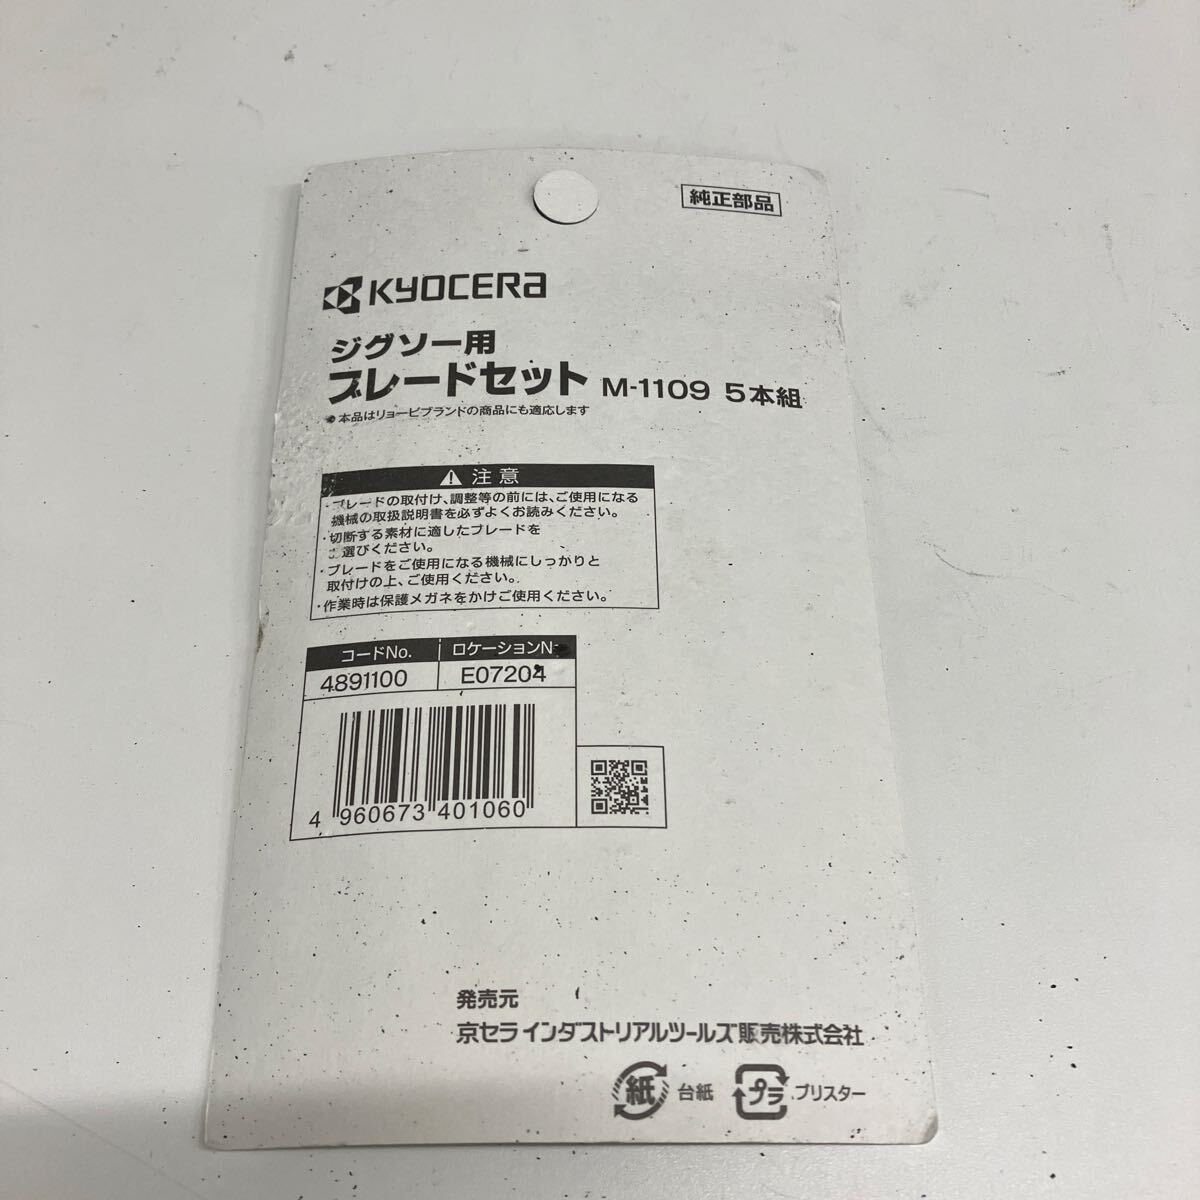 純正部品
KYOCERA
ジグソー用
ブレードセット M-1109 5本組
●本品はリョービブランドの商品にも適応します
注意
・ブレードの取付け、調整等の前には、ご使用になる
機械の取扱説明書を必ずよくお読みください。
・切断する素材に適したブレードを
お選びください。
・ブレードをご使用になる機械にしっかりと
取付けの上、ご使用ください。
・作業時は保護メガネをかけご使用ください。
コードNo. ロケーションN
4891100 E07204
4 960673 401060
発売元
京セラ インダストリアルツールズ販売株式会社
紙 台紙 プラ ブリスター